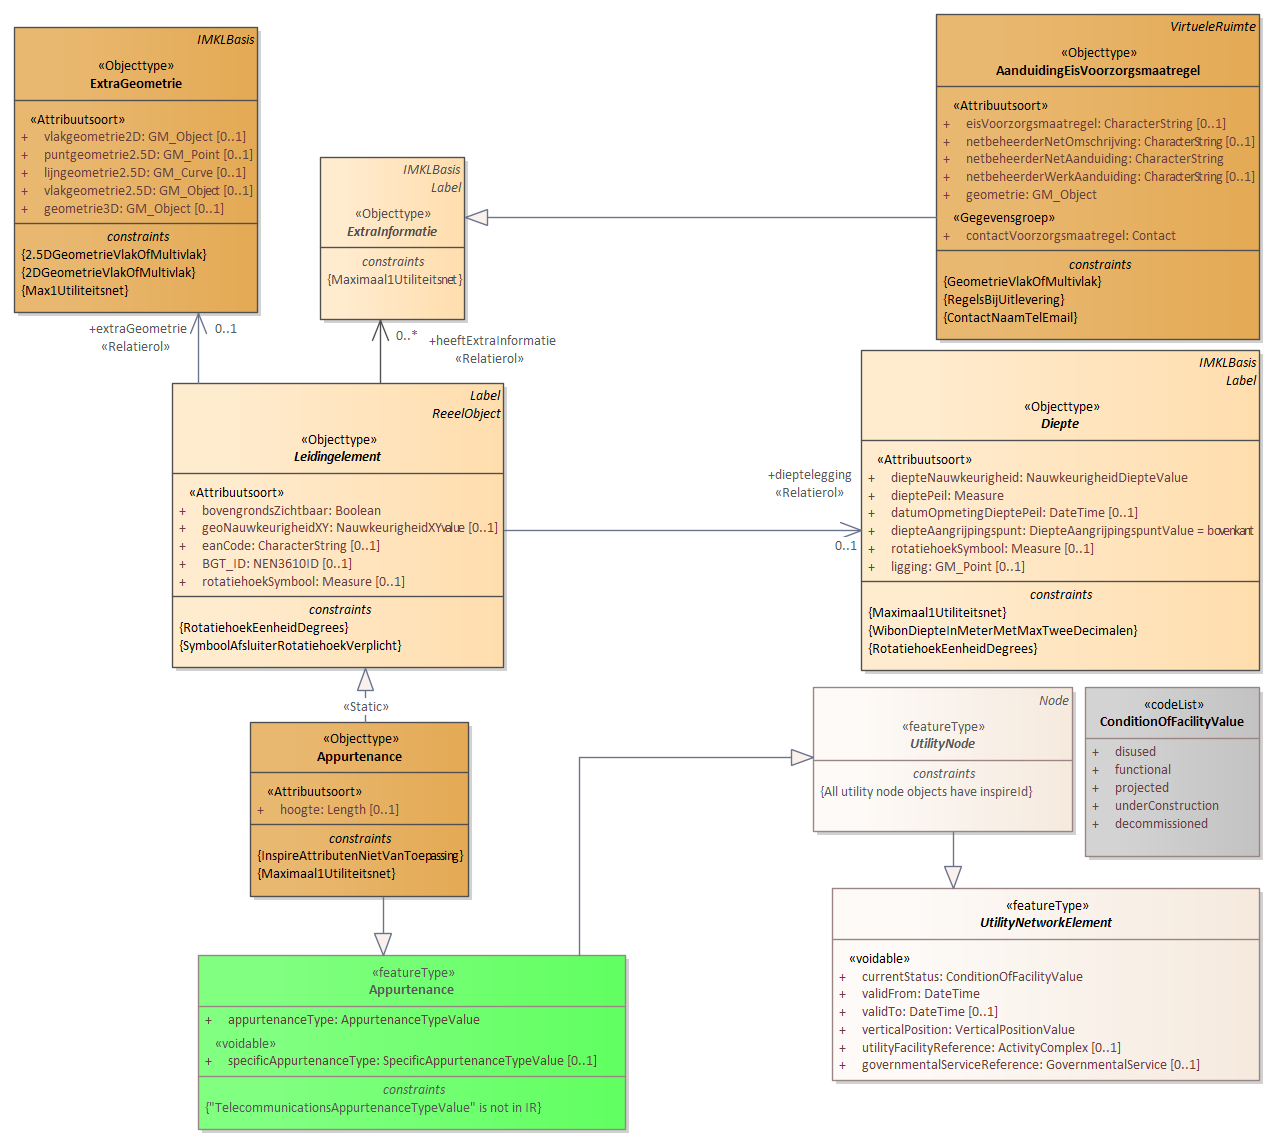 IMKLBasis
«Objecttype»
ExtraGeometrie
«Attribuutsoort»
+ vlakgeometrie2D: GM_Object [0..1]
+ puntgeometrie2.5D: GM_Point [0..1]
+ lijngeometrie2.5D: GM_Curve [0..1]
+ vlakgeometrie2.5D: GM_Object [0..1]
+ geometrie3D: GM_Object [0..1]
constraints
{2.5DGeometrieVlakOfMultivlak}
{2DGeometrieVlakOfMultivlak}
{Max1Utiliteitsnet}
+extraGeometrie 0..1
«Relatierol»
IMKLBasis
Label
«Objecttype»
ExtraInformatie
constraints
{Maximaal1Utiliteitsnet}
0..*
+heeftExtraInformatie
«Relatierol»
VirtueleRuimte
«Objecttype»
AanduidingEisVoorzorgsmaatregel
«Attribuutsoort»
+ eisVoorzorgsmaatregel: CharacterString [0..1]
+ netbeheerderNetOmschrijving: CharacterString [0..1]
+ netbeheerderNetAanduiding: CharacterString
+ netbeheerderWerkAanduiding: CharacterString [0..1]
+ geometrie: GM_Object
«Gegevensgroep»
+ contactVoorzorgsmaatregel: Contact
constraints
{GeometrieVlakOfMultivlak}
{RegelsBijUitlevering}
{ContactNaamTelEmail}
Label
ReeelObject
«Objecttype»
Leidingelement
«Attribuutsoort»
+ bovengrondsZichtbaar: Boolean
+ geoNauwkeurigheidXY: NauwkeurigheidXYvalue [0..1]
+ eanCode: CharacterString [0..1]
+ BGT_ID: NEN3610ID [0..1]
+ rotatiehoekSymbool: Measure [0..1]
constraints
{RotatiehoekEenheidDegrees}
{SymboolAfsluiterRotatiehoekVerplicht}
+dieptelegging
«Relatierol»
0..1
IMKLBasis
Label
«Objecttype»
Diepte
«Attribuutsoort»
+ diepteNauwkeurigheid: NauwkeurigheidDiepteValue
+ dieptePeil: Measure
+ datumOpmetingDieptePeil: DateTime [0..1]
+ diepteAangrijpingspunt: DiepteAangrijpingspuntValue = bovenkant
+ rotatiehoekSymbool: Measure [0..1]
+ ligging: GM_Point [0..1]
constraints
{Maximaal1Utiliteitsnet}
{WibonDiepteInMeterMetMaxTweeDecimalen}
{RotatiehoekEenheidDegrees}
«Static»
«Objecttype»
Appurtenance
«Attribuutsoort»
+ hoogte: Length [0..1]
constraints
{InspireAttributenNietVanToepassing}
{Maximaal1Utiliteitsnet}
Node
«featureType»
UtilityNode
constraints
{All utility node objects have inspireId}
«codeList»
ConditionOfFacilityValue
+ disused
+ functional
+ projected
+ underConstruction
+ decommissioned
«featureType»
UtilityNetworkElement
«voidable»
+ currentStatus: ConditionOfFacilityValue
+ validFrom: DateTime
+ validTo: DateTime [0..1]
+ verticalPosition: VerticalPositionValue
+ utilityFacilityReference: ActivityComplex [0..1]
+ governmentalServiceReference: GovernmentalService [0..1]
«featureType»
Appurtenance
+ appurtenanceType: AppurtenanceTypeValue
«voidable»
+ specificAppurtenanceType: SpecificAppurtenanceTypeValue [0..1]
constraints
{"TelecommunicationsAppurtenanceTypeValue" is not in IR}